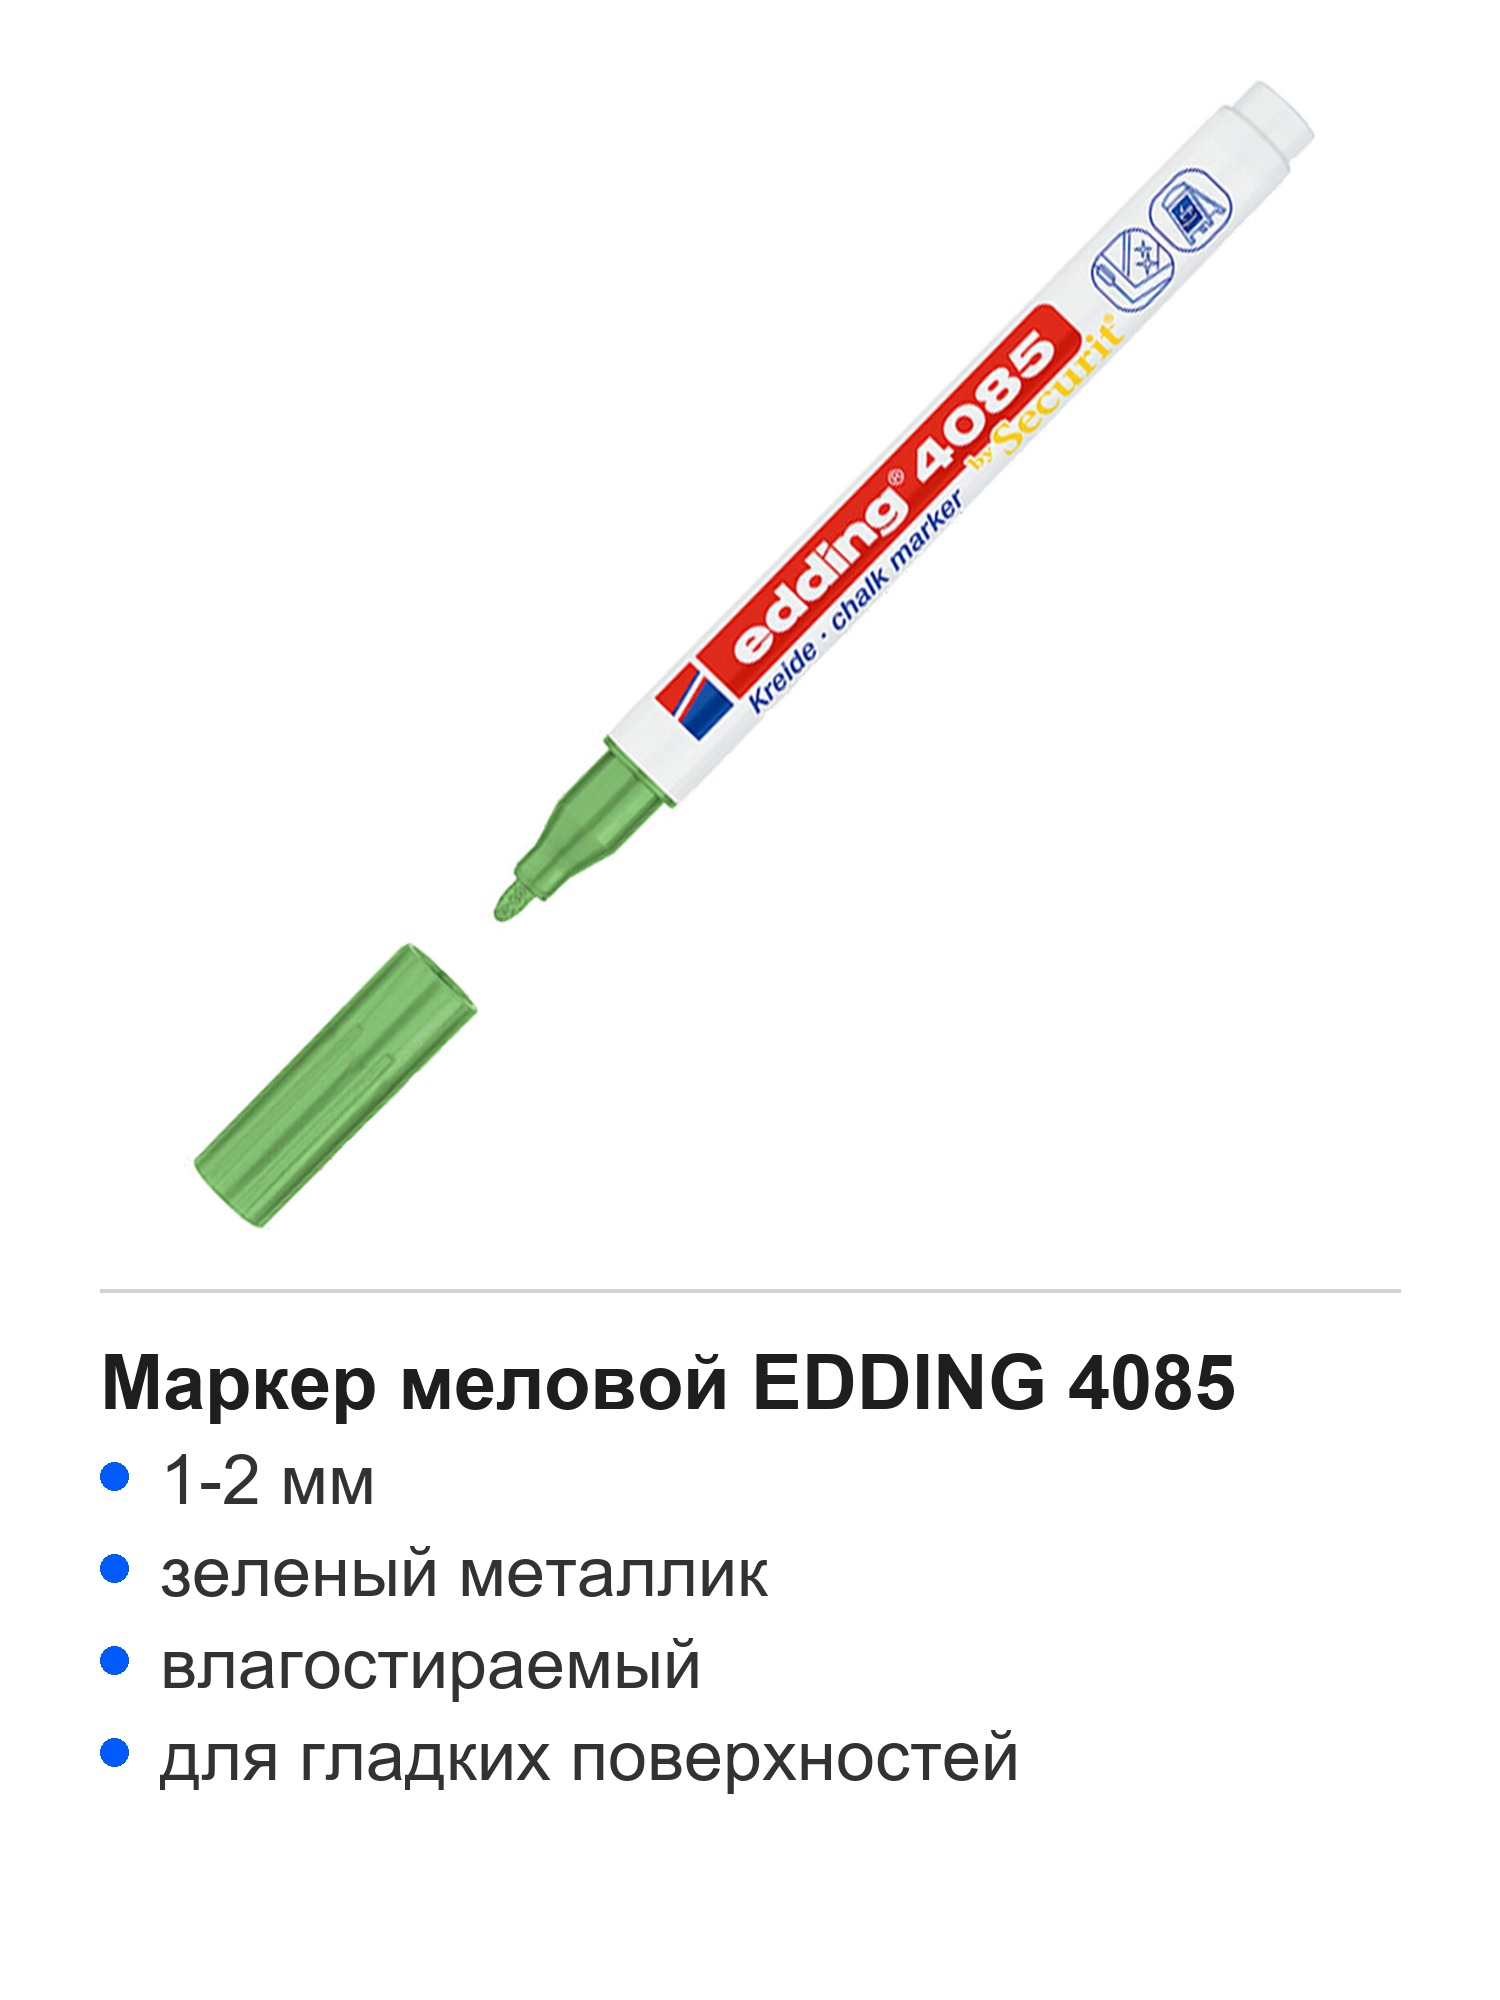 edding® 4085
by Securit®
Kreide · chalk marker
Маркер меловой EDDING 4085
1-2 мм
зеленый металлик
влагостираемый
для гладких поверхностей